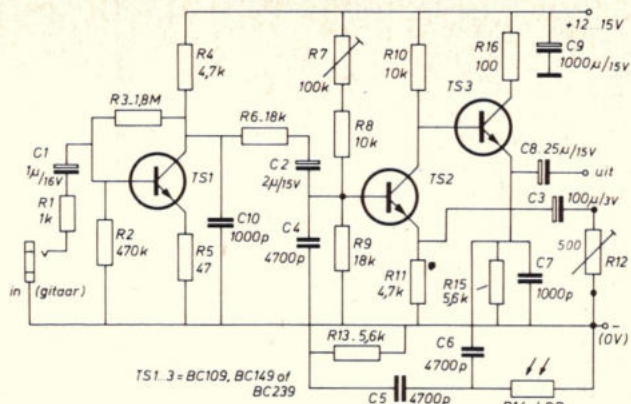 +12...15V
R4
4,7k
R7
100k
R10
10k
R16
100
C9
1000µ/15V
TS3
R3-1,8M
R6-18k
R8
10k
C1
1µ/16V
TS1
C2
2µ/15V
TS2
C8.25µ/15V
uit
C3
100µ/3V
R1
1k
R2
470k
C10
1000p
C4
4700p
R9
18k
R5
47
R11
4,7k
R15
5,6k
C7
1000p
500
R12
in (gitaar)
-
(0V)
R13-5,6k
C6
4700p
TS1...3 = BC109, BC149 of
BC239
C5
4700p